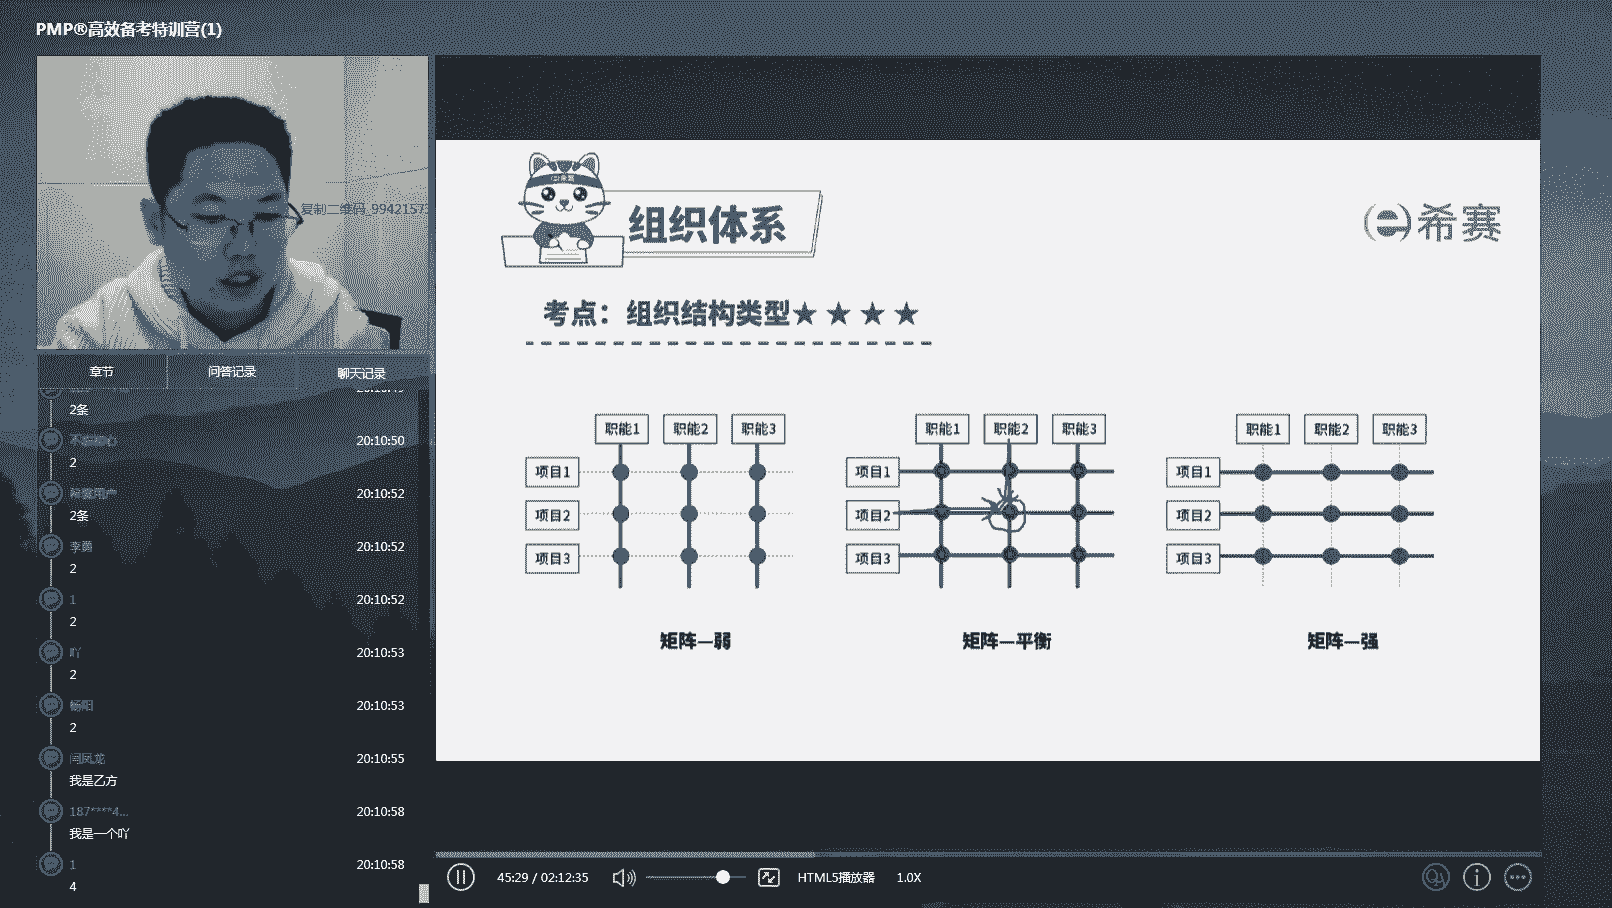 PMP®高效备考特训营(1)
复制二维码_9942157
章节
问答记录
聊天记录
2条
20:10:50
2
希赛用户
20:10:52
2条
李勇
20:10:52
2
1
20:10:52
2
吖
20:10:53
2
杨阳
20:10:53
2
闫凤龙
20:10:55
我是乙方
187****4...
20:10:58
我是一个吖
1
20:10:58
4
组织体系
希赛
考点：组织结构类型★★★★
职能1
职能2
职能3
项目1
项目2
项目3
矩阵—弱
职能1
职能2
职能3
项目1
项目2
项目3
矩阵—平衡
职能1
职能2
职能3
项目1
项目2
项目3
矩阵—强
45:29 / 02:12:35
HTML5播放器
1.0X